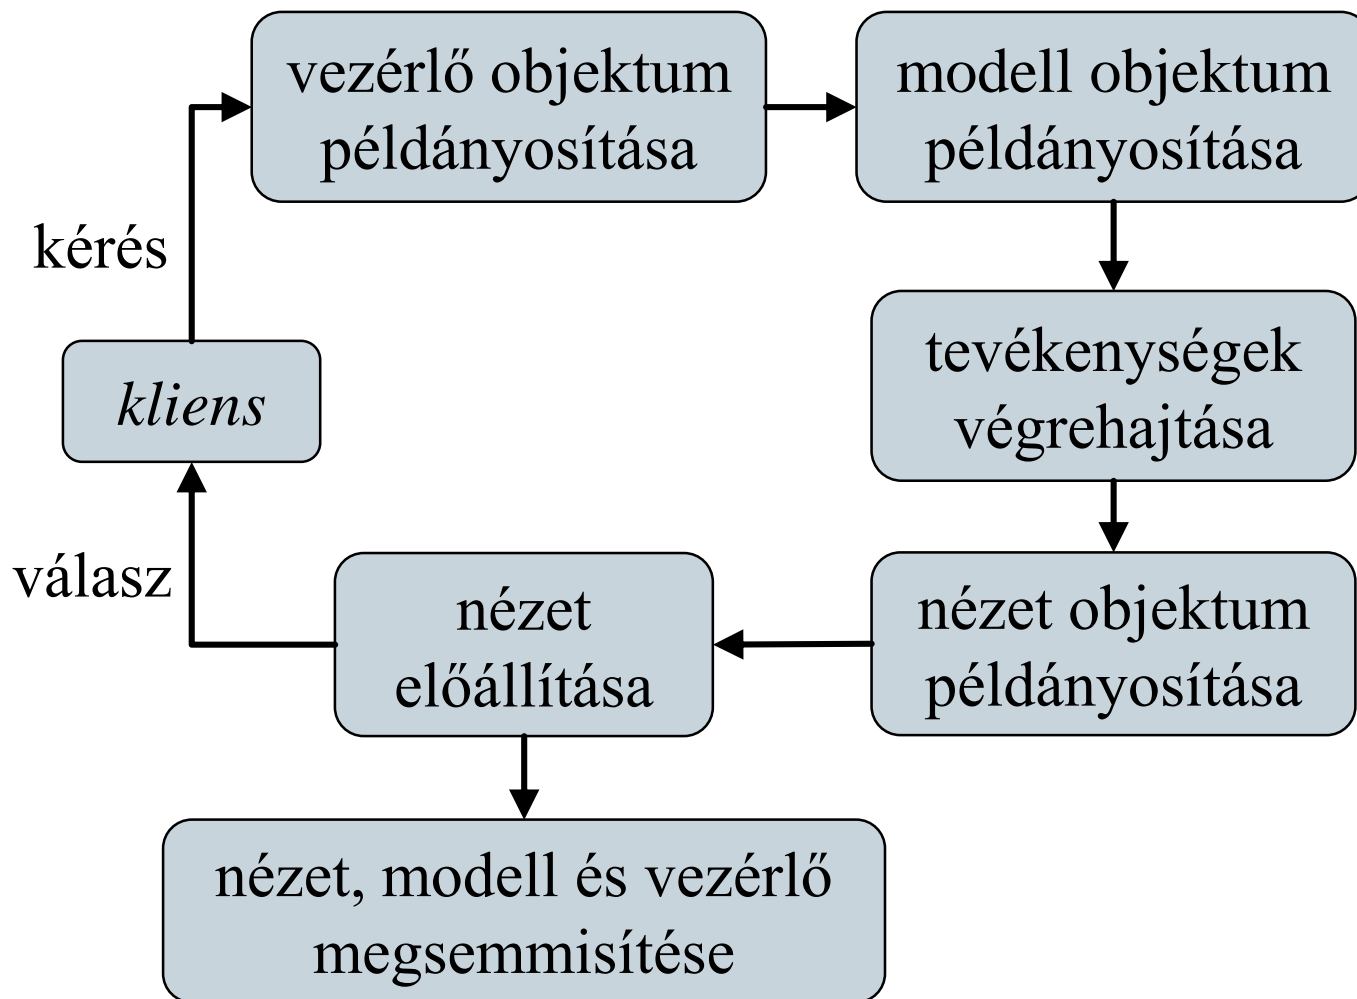 vezérlő objektum
példányosítása
modell objektum
példányosítása
kérés
tevékenységek
végrehajtása
kliens
válasz
nézet
előállítása
nézet objektum
példányosítása
nézet, modell és vezérlő
megsemmisítése